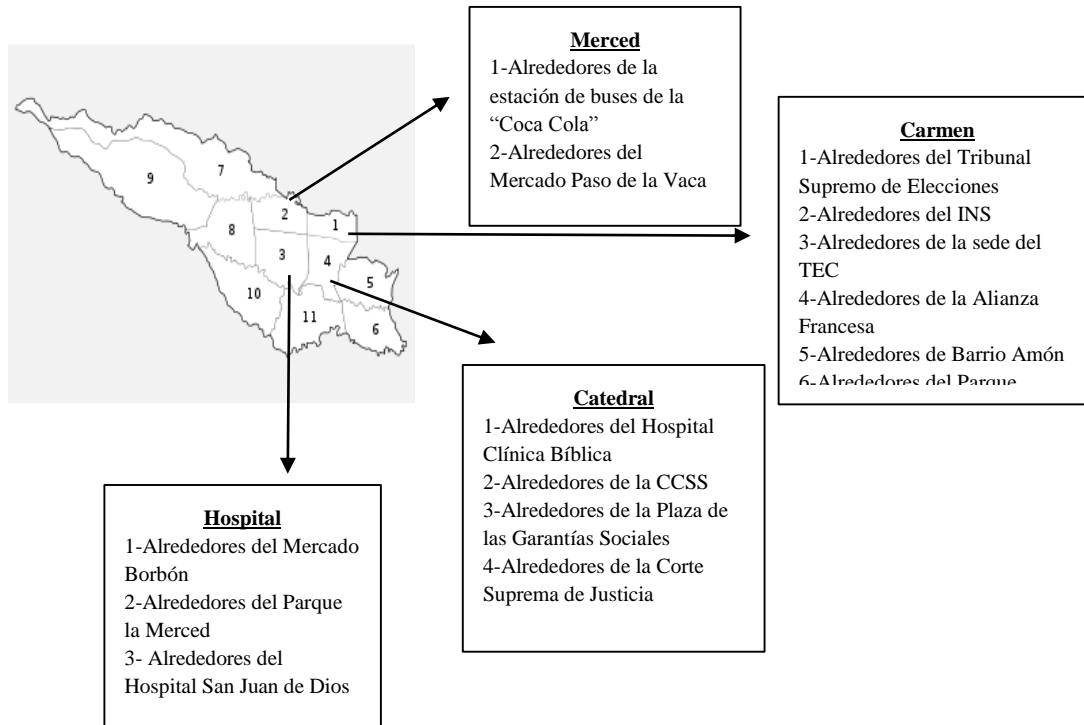 Merced
1-Alrededores de la
estación de buses de la
“Coca Cola”
2-Alrededores del
Mercado Paso de la Vaca
Carmen
1-Alrededores del Tribunal
Supremo de Elecciones
2-Alrededores del INS
3-Alrededores de la sede del
TEC
4-Alrededores de la Alianza
Francesa
5-Alrededores de Barrio Amón
6-Alrededores del Parque
9
7
2
1
8
3
4
5
10
11
6
Catedral
1-Alrededores del Hospital
Clínica Bíblica
2-Alrededores de la CCSS
3-Alrededores de la Plaza de
las Garantías Sociales
4-Alrededores de la Corte
Suprema de Justicia
Hospital
1-Alrededores del Mercado
Borbón
2-Alrededores del Parque
la Merced
3- Alrededores del
Hospital San Juan de Dios